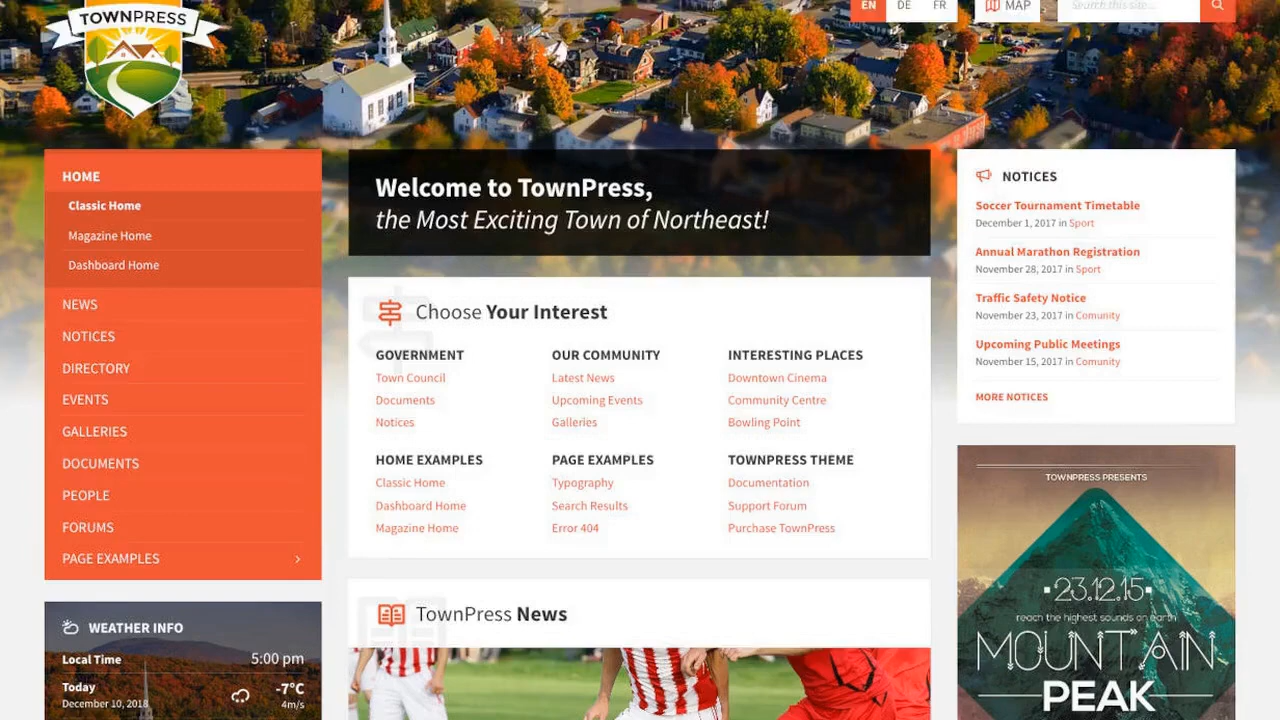 TOWNPRESS
EN DE FR
MAP
Search this site...
HOME
Classic Home
Magazine Home
Dashboard Home
NEWS
NOTICES
DIRECTORY
EVENTS
GALLERIES
DOCUMENTS
PEOPLE
FORUMS
PAGE EXAMPLES
WEATHER INFO
Local Time 5:00 pm
Today -7°C
December 10, 2018 4m/s
Welcome to TownPress,
the Most Exciting Town of Northeast!
Choose Your Interest
GOVERNMENT
Town Council
Documents
Notices
OUR COMMUNITY
Latest News
Upcoming Events
Galleries
INTERESTING PLACES
Downtown Cinema
Community Centre
Bowling Point
HOME EXAMPLES
Classic Home
Dashboard Home
Magazine Home
PAGE EXAMPLES
Typography
Search Results
Error 404
TOWNPRESS THEME
Documentation
Support Forum
Purchase TownPress
TownPress News
NOTICES
Soccer Tournament Timetable
December 1, 2017 in Sport
Annual Marathon Registration
November 28, 2017 in Sport
Traffic Safety Notice
November 23, 2017 in Comunity
Upcoming Public Meetings
November 15, 2017 in Comunity
MORE NOTICES
TOWNPRESS PRESENTS
23.12.15
reach the highest sounds on earth
MOUNTAIN
PEAK